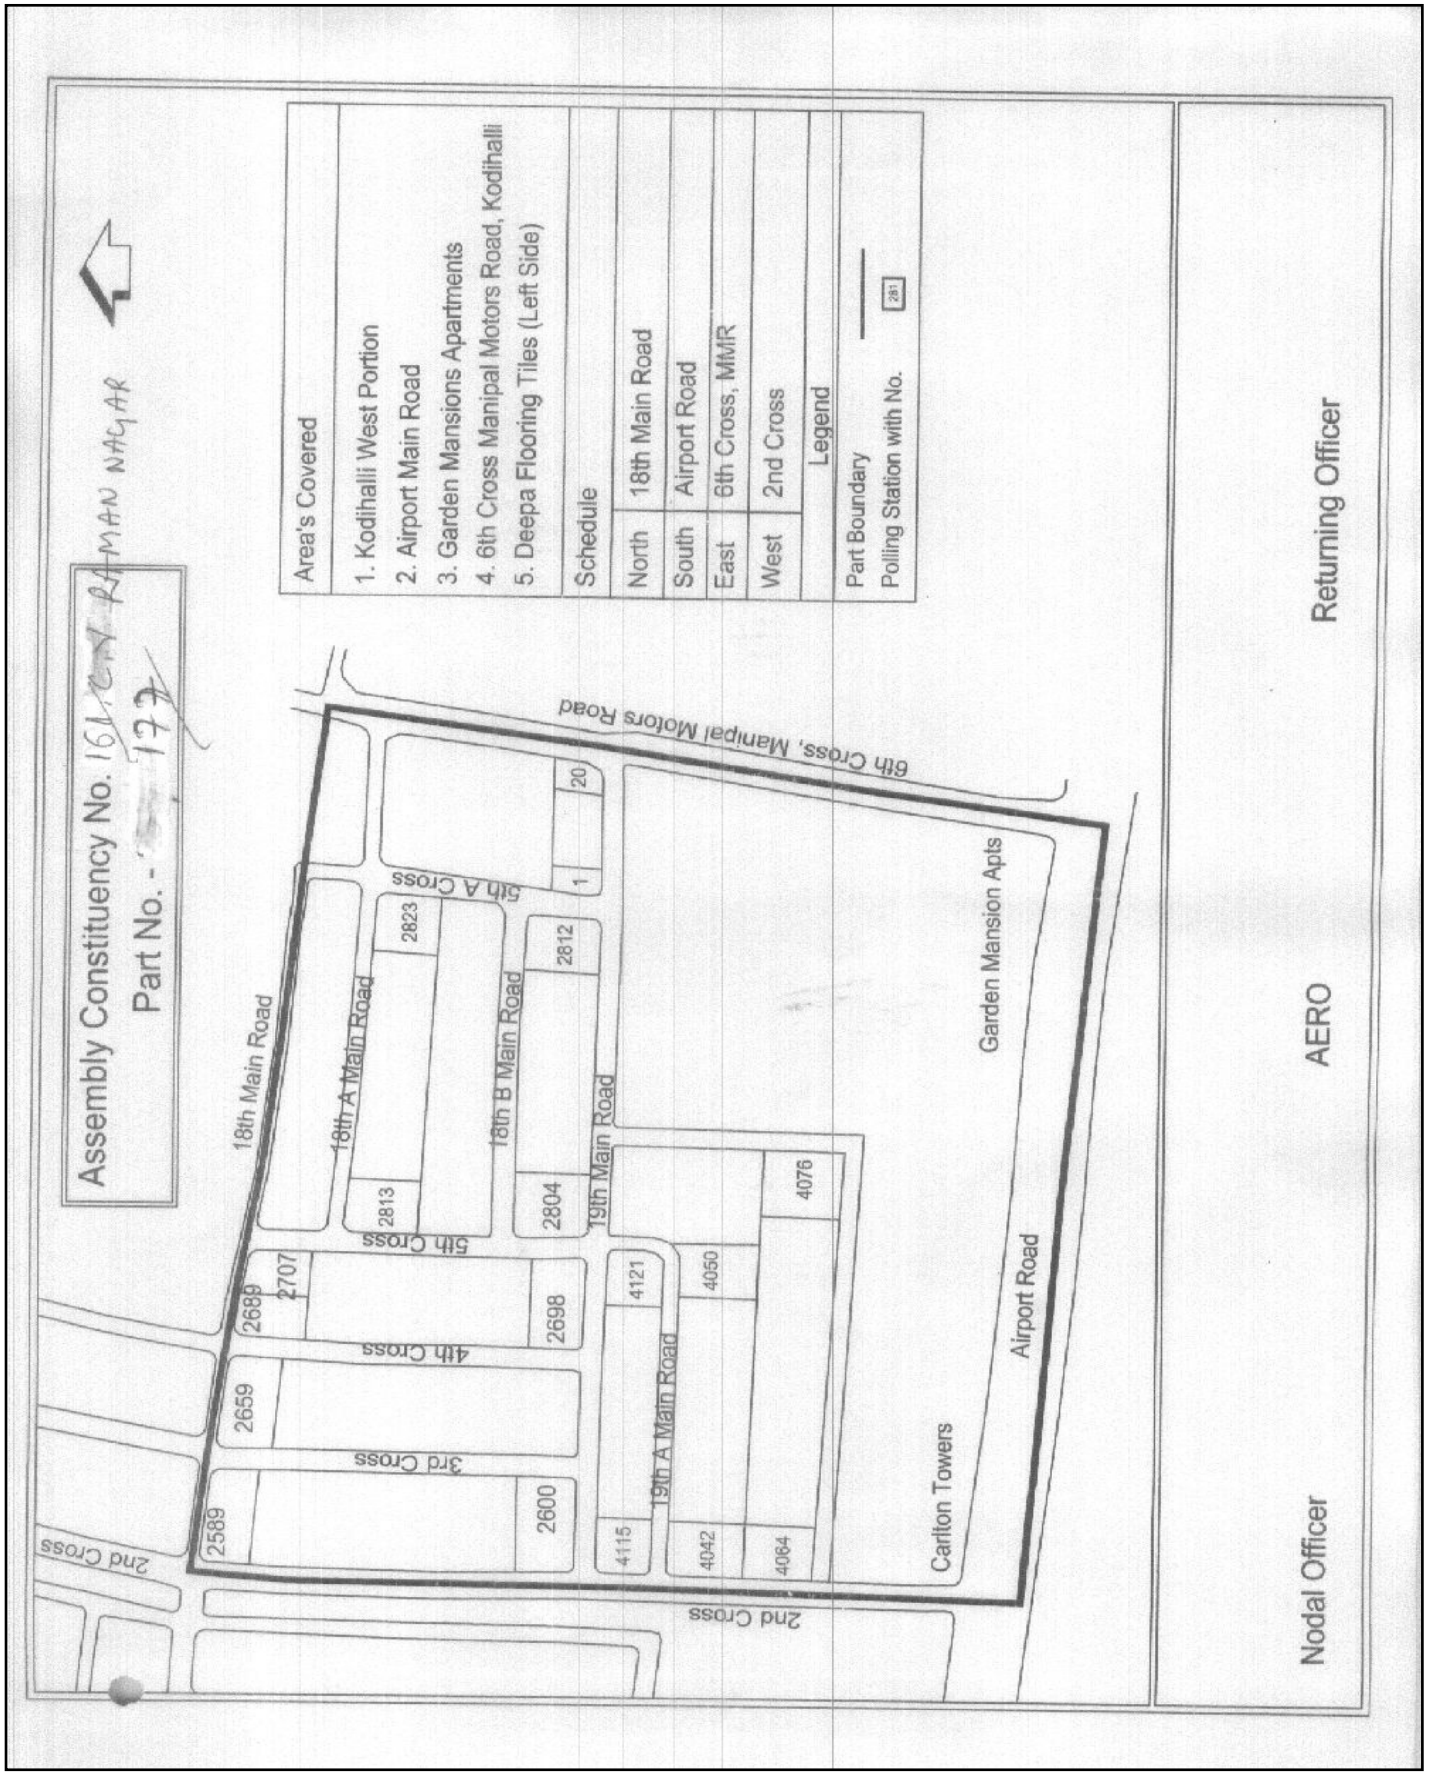 Assembly Constituency No. 161, C.V. RAMAN NAGAR
Part No. - 177
Area's Covered
1. Kodihalli West Portion
2. Airport Main Road
3. Garden Mansions Apartments
4. 6th Cross Manipal Motors Road, Kodihalli
5. Deepa Flooring Tiles (Left Side)
Schedule
North 18th Main Road
South Airport Road
East 6th Cross, MMR
West 2nd Cross
Legend
Part Boundary
Polling Station with No. 281
2nd Cross
18th Main Road
2589
2659
2689
2707
3rd Cross
4th Cross
5th Cross
2813
18th A Main Road
2823
5th A Cross
18th B Main Road
6th Cross, Manipal Motors Road
2600
2698
2804
2812
1
20
19th Main Road
4115
4121
19th A Main Road
4042
4050
4064
4076
2nd Cross
Carlton Towers
Garden Mansion Apts
Airport Road
Nodal Officer
AERO
Returning Officer